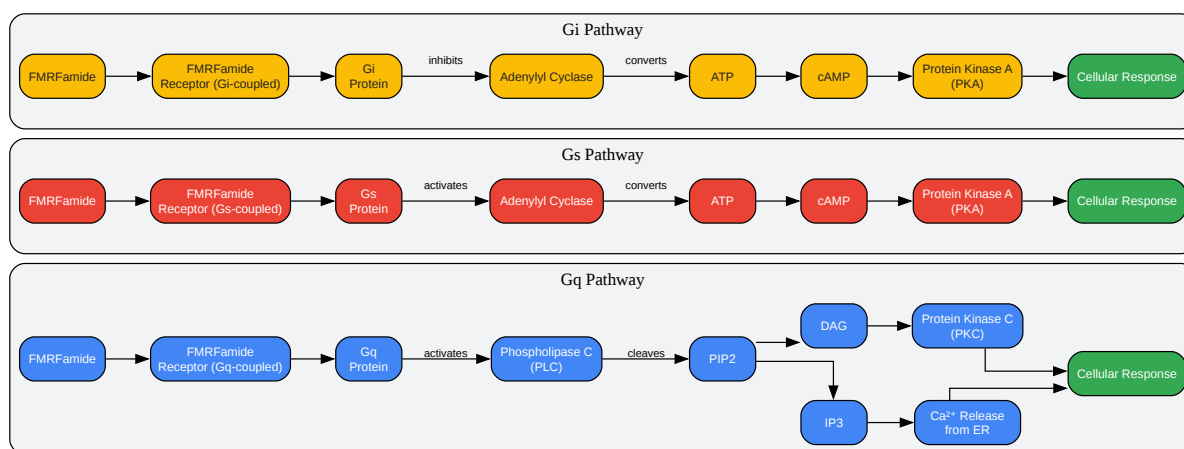 Gi Pathway
FMRFamide
FMRFamide
Receptor (Gi-coupled)
Gi
Protein
inhibits
Adenylyl Cyclase
converts
ATP
cAMP
Protein Kinase A
(PKA)
Cellular Response
Gs Pathway
FMRFamide
FMRFamide
Receptor (Gs-coupled)
Gs
Protein
activates
Adenylyl Cyclase
converts
ATP
cAMP
Protein Kinase A
(PKA)
Cellular Response
Gq Pathway
FMRFamide
FMRFamide
Receptor (Gq-coupled)
Gq
Protein
activates
Phospholipase C
(PLC)
cleaves
PIP2
DAG
Protein Kinase C
(PKC)
IP3
Ca²⁺ Release
from ER
Cellular Response